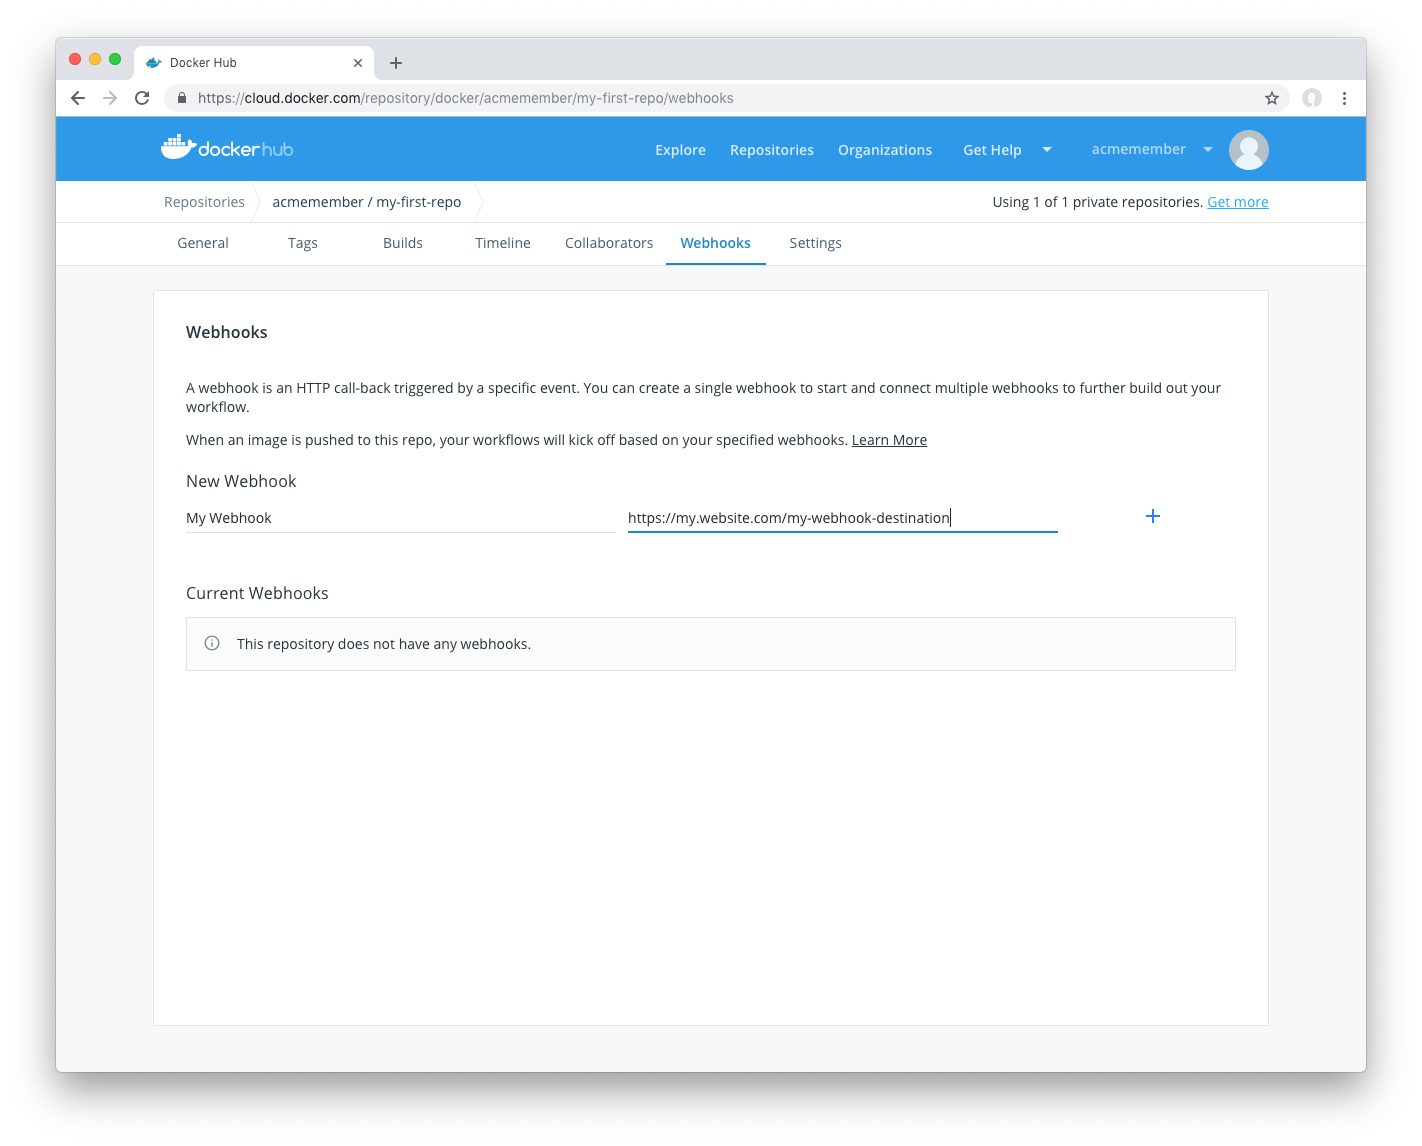 Docker Hub
https://cloud.docker.com/repository/docker/acmemember/my-first-repo/webhooks
docker hub
Explore Repositories Organizations Get Help acmemember
Repositories acmemember / my-first-repo Using 1 of 1 private repositories. Get more
General Tags Builds Timeline Collaborators Webhooks Settings
Webhooks
A webhook is an HTTP call-back triggered by a specific event. You can create a single webhook to start and connect multiple webhooks to further build out your
workflow.
When an image is pushed to this repo, your workflows will kick off based on your specified webhooks. Learn More
New Webhook
My Webhook https://my.website.com/my-webhook-destination
Current Webhooks
This repository does not have any webhooks.